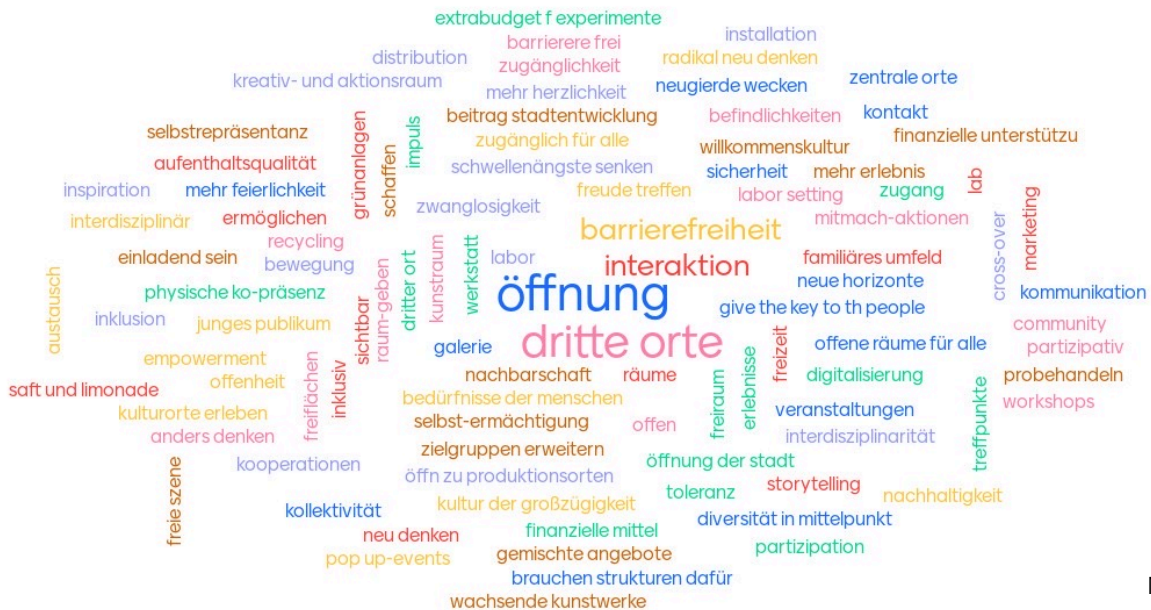 extrabudget f experimente
installation
barrierere frei
distribution
radikal neu denken
zugänglichkeit
kreativ- und aktionsraum
neugierde wecken
zentrale orte
mehr herzlichkeit
beitrag stadtentwicklung
befindlichkeiten
kontakt
selbstrepräsentanz
grünanlagen
schaffen
impuls
zugänglich für alle
willkommenskultur
finanzielle unterstützu
aufenthaltsqualität
schwellenängste senken
sicherheit
mehr erlebnis
inspiration
mehr feierlichkeit
freude treffen
labor setting
zugang
lab
marketing
interdisziplinär
ermöglichen
zwanglosigkeit
barrierefreiheit
mitmach-aktionen
cross-over
recycling
einladend sein
bewegung
raum-geben
dritter ort
kunstraum
werkstatt
labor
interaktion
familiäres umfeld
neue horizonte
austausch
physische ko-präsenz
öffnung
give the key to th people
kommunikation
inklusion
junges publikum
sichtbar
dritte orte
freizeit
offene räume für alle
community
partizipativ
galerie
empowerment
saft und limonade
offenheit
freiflächen
inklusiv
nachbarschaft
räume
freiraum
erlebnisse
digitalisierung
probehandeln
treffpunkte
workshops
kulturorte erleben
bedürfnisse der menschen
veranstaltungen
anders denken
selbst-ermächtigung
offen
interdisziplinarität
zielgruppen erweitern
freie szene
kooperationen
öffn zu produktionsorten
öffnung der stadt
storytelling
toleranz
nachhaltigkeit
kollektivität
kultur der großzügigkeit
diversität in mittelpunkt
neu denken
finanzielle mittel
partizipation
pop up-events
gemischte angebote
brauchen strukturen dafür
wachsende kunstwerke